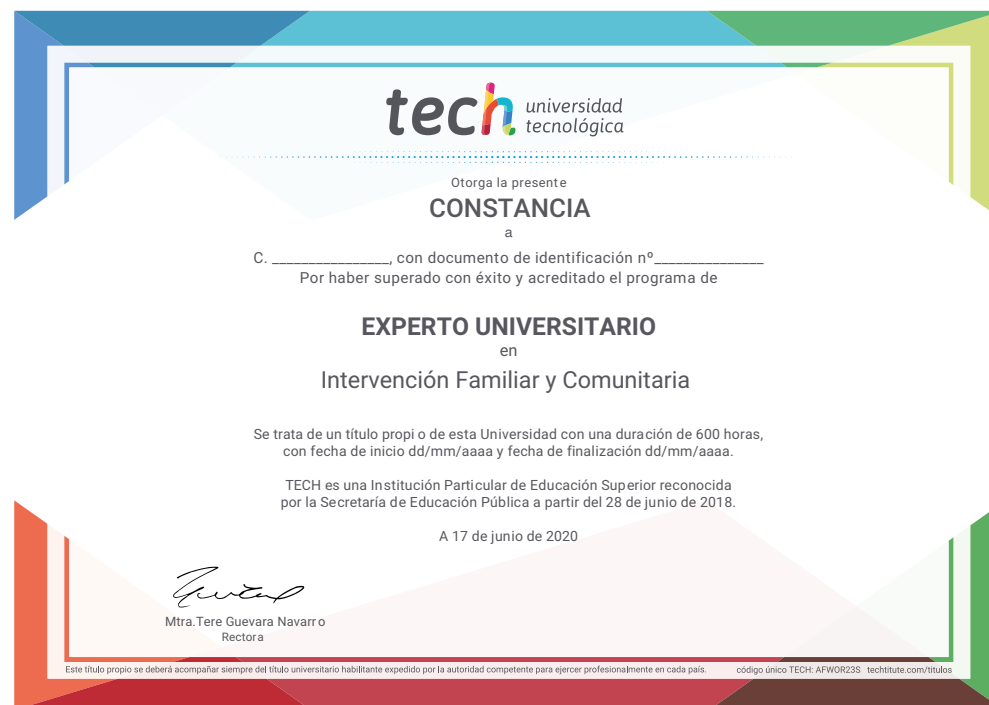 tech universidad
tecnológica
Otorga la presente
CONSTANCIA
a
C. ________________, con documento de identificación nº_______________
Por haber superado con éxito y acreditado el programa de
EXPERTO UNIVERSITARIO
en
Intervención Familiar y Comunitaria
Se trata de un título propi o de esta Universidad con una duración de 600 horas,
con fecha de inicio dd/mm/aaaa y fecha de finalización dd/mm/aaaa.
TECH es una Institución Particular de Educación Superior reconocida
por la Secretaría de Educación Pública a partir del 28 de junio de 2018.
A 17 de junio de 2020
Mtra.Tere Guevara Navarro
Rectora
Este título propio se deberá acompañar siempre del título universitario habilitante expedido por la autoridad competente para ejercer profesionalmente en cada país. código único TECH: AFWOR23S techtitute.com/titulos